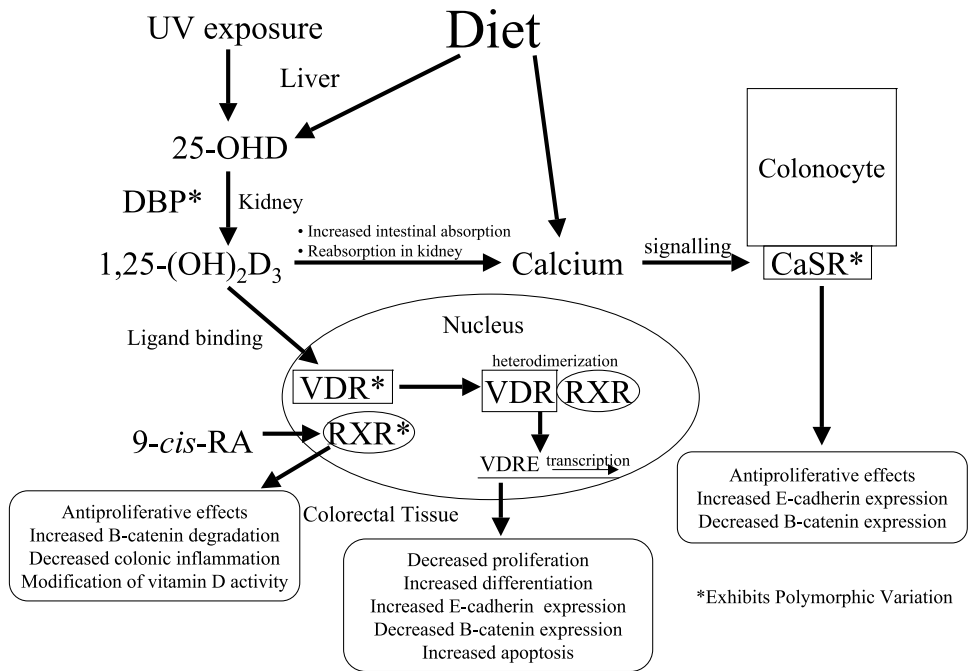 UV exposure
Diet
Liver
25-OHD
DBP*
Kidney
1,25-(OH)₂D₃
• Increased intestinal absorption
• Reabsorption in kidney
Calcium
signalling
Colonocyte
CaSR*
Ligand binding
Nucleus
heterodimerization
VDR*
VDR
RXR
9-cis-RA
RXR*
VDRE
transcription
Colorectal Tissue
Antiproliferative effects
Increased B-catenin degradation
Decreased colonic inflammation
Modification of vitamin D activity
Decreased proliferation
Increased differentiation
Increased E-cadherin expression
Decreased B-catenin expression
Increased apoptosis
Antiproliferative effects
Increased E-cadherin expression
Decreased B-catenin expression
*Exhibits Polymorphic Variation